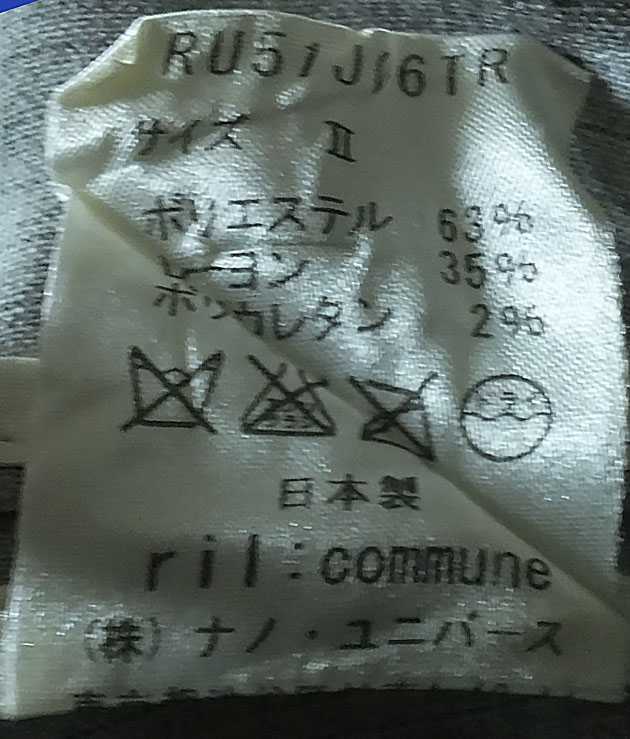 RU51J161R
サイズ II
ポリエステル 63%
レーヨン 35%
ポリウレタン 2%
日本製
ril:commune
(株)ナノ・ユニバース